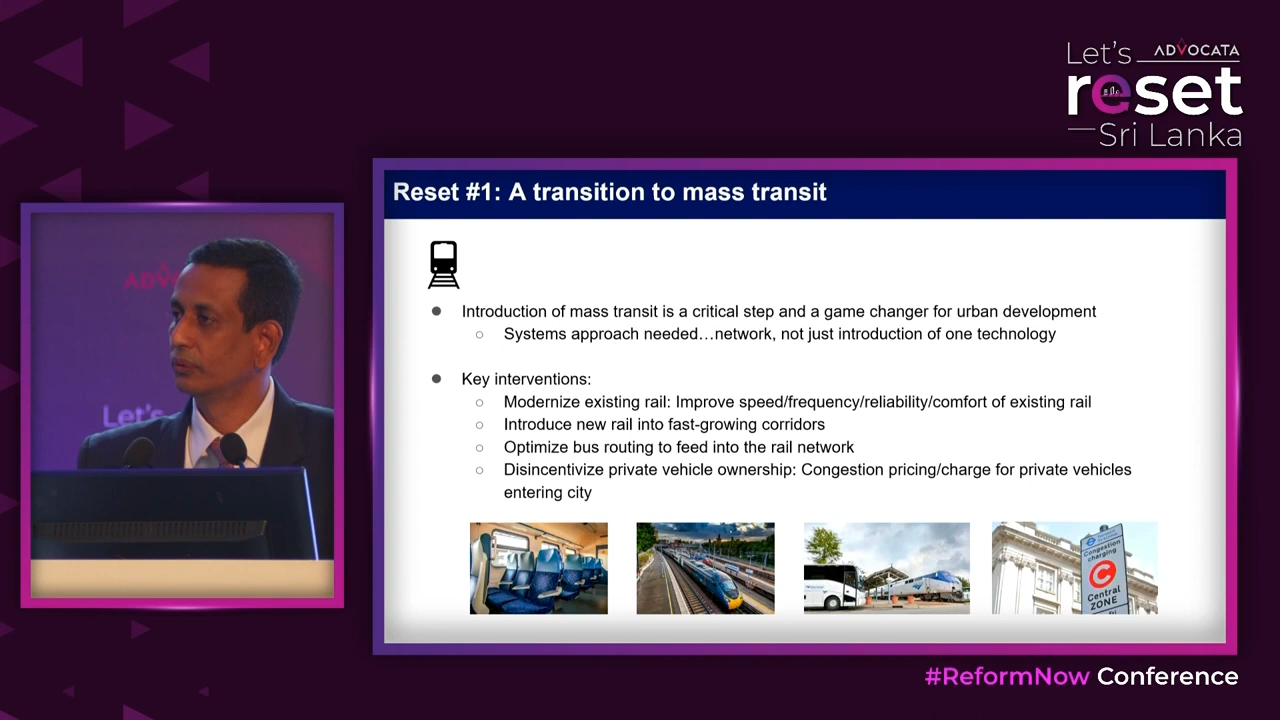 Let's
ADVOCATA
reset
Sri Lanka
Reset #1: A transition to mass transit
Introduction of mass transit is a critical step and a game changer for urban development
Systems approach needed…network, not just introduction of one technology
Key interventions:
Modernize existing rail: Improve speed/frequency/reliability/comfort of existing rail
Introduce new rail into fast-growing corridors
Optimize bus routing to feed into the rail network
Disincentivize private vehicle ownership: Congestion pricing/charge for private vehicles
entering city
Congestion
charging
C
Central
ZONE
ADV
Let's
#ReformNow Conference